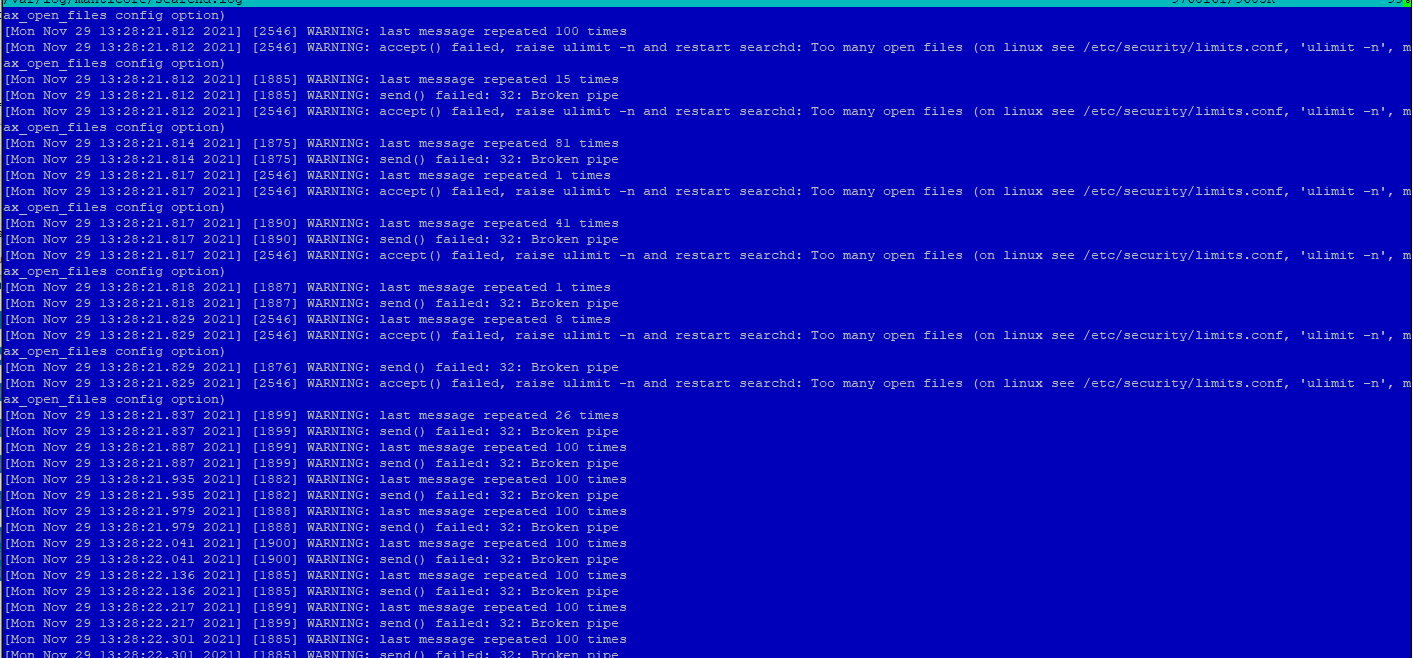 /var/log/manticore/searchd.log
ax_open_files config option)
[Mon Nov 29 13:28:21.812 2021] [2546] WARNING: last message repeated 100 times
[Mon Nov 29 13:28:21.812 2021] [2546] WARNING: accept() failed, raise ulimit -n and restart searchd: Too many open files (on linux see /etc/security/limits.conf, 'ulimit -n', m
ax_open_files config option)
[Mon Nov 29 13:28:21.812 2021] [1885] WARNING: last message repeated 15 times
[Mon Nov 29 13:28:21.812 2021] [1885] WARNING: send() failed: 32: Broken pipe
[Mon Nov 29 13:28:21.812 2021] [2546] WARNING: accept() failed, raise ulimit -n and restart searchd: Too many open files (on linux see /etc/security/limits.conf, 'ulimit -n', m
ax_open_files config option)
[Mon Nov 29 13:28:21.814 2021] [1875] WARNING: last message repeated 81 times
[Mon Nov 29 13:28:21.814 2021] [1875] WARNING: send() failed: 32: Broken pipe
[Mon Nov 29 13:28:21.817 2021] [2546] WARNING: last message repeated 1 times
[Mon Nov 29 13:28:21.817 2021] [2546] WARNING: accept() failed, raise ulimit -n and restart searchd: Too many open files (on linux see /etc/security/limits.conf, 'ulimit -n', m
ax_open_files config option)
[Mon Nov 29 13:28:21.817 2021] [1890] WARNING: last message repeated 41 times
[Mon Nov 29 13:28:21.817 2021] [1890] WARNING: send() failed: 32: Broken pipe
[Mon Nov 29 13:28:21.817 2021] [2546] WARNING: accept() failed, raise ulimit -n and restart searchd: Too many open files (on linux see /etc/security/limits.conf, 'ulimit -n', m
ax_open_files config option)
[Mon Nov 29 13:28:21.818 2021] [1887] WARNING: last message repeated 1 times
[Mon Nov 29 13:28:21.818 2021] [1887] WARNING: send() failed: 32: Broken pipe
[Mon Nov 29 13:28:21.829 2021] [2546] WARNING: last message repeated 8 times
[Mon Nov 29 13:28:21.829 2021] [2546] WARNING: accept() failed, raise ulimit -n and restart searchd: Too many open files (on linux see /etc/security/limits.conf, 'ulimit -n', m
ax_open_files config option)
[Mon Nov 29 13:28:21.829 2021] [1876] WARNING: send() failed: 32: Broken pipe
[Mon Nov 29 13:28:21.829 2021] [2546] WARNING: accept() failed, raise ulimit -n and restart searchd: Too many open files (on linux see /etc/security/limits.conf, 'ulimit -n', m
ax_open_files config option)
[Mon Nov 29 13:28:21.837 2021] [1899] WARNING: last message repeated 26 times
[Mon Nov 29 13:28:21.837 2021] [1899] WARNING: send() failed: 32: Broken pipe
[Mon Nov 29 13:28:21.887 2021] [1899] WARNING: last message repeated 100 times
[Mon Nov 29 13:28:21.887 2021] [1899] WARNING: send() failed: 32: Broken pipe
[Mon Nov 29 13:28:21.935 2021] [1882] WARNING: last message repeated 100 times
[Mon Nov 29 13:28:21.935 2021] [1882] WARNING: send() failed: 32: Broken pipe
[Mon Nov 29 13:28:21.979 2021] [1888] WARNING: last message repeated 100 times
[Mon Nov 29 13:28:21.979 2021] [1888] WARNING: send() failed: 32: Broken pipe
[Mon Nov 29 13:28:22.041 2021] [1900] WARNING: last message repeated 100 times
[Mon Nov 29 13:28:22.041 2021] [1900] WARNING: send() failed: 32: Broken pipe
[Mon Nov 29 13:28:22.136 2021] [1885] WARNING: last message repeated 100 times
[Mon Nov 29 13:28:22.136 2021] [1885] WARNING: send() failed: 32: Broken pipe
[Mon Nov 29 13:28:22.217 2021] [1899] WARNING: last message repeated 100 times
[Mon Nov 29 13:28:22.217 2021] [1899] WARNING: send() failed: 32: Broken pipe
[Mon Nov 29 13:28:22.301 2021] [1885] WARNING: last message repeated 100 times
[Mon Nov 29 13:28:22.301 2021] [1885] WARNING: send() failed: 32: Broken pipe